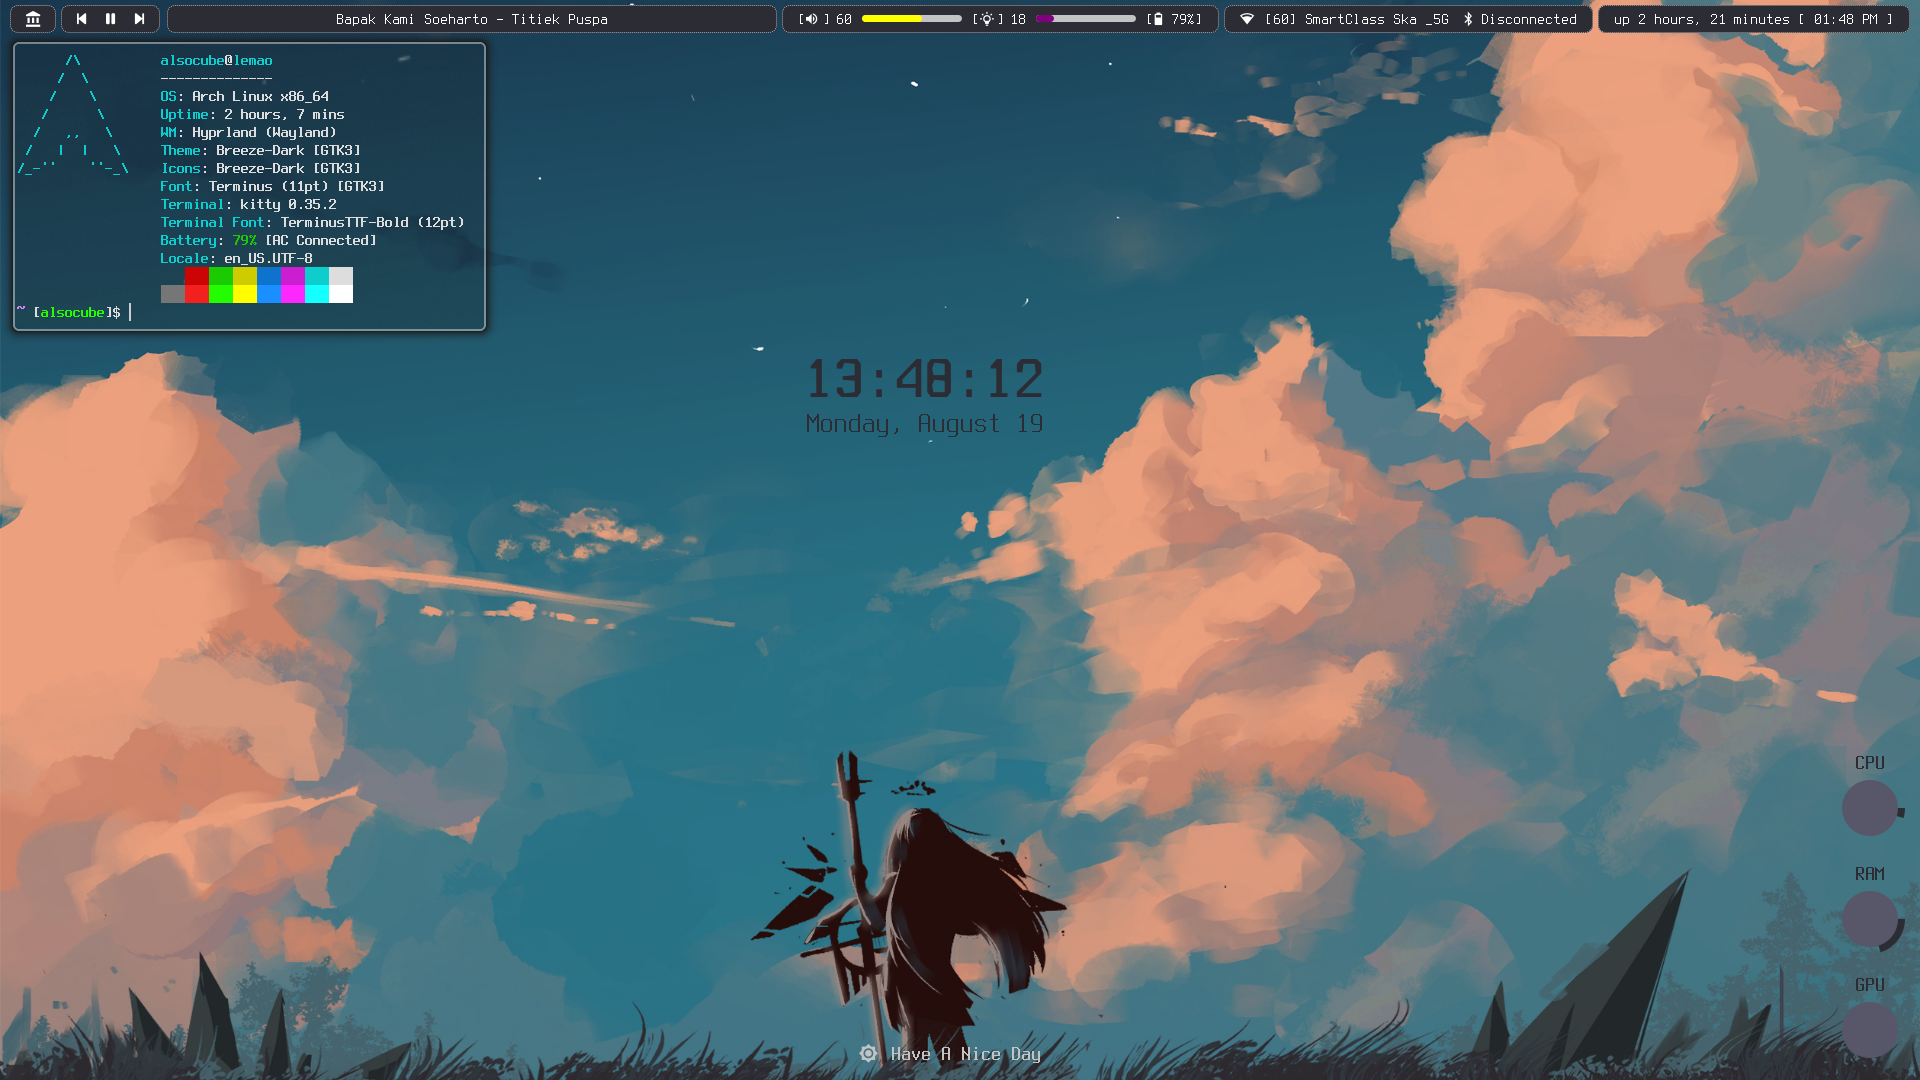 Bapak Kami Soeharto - Titiek Puspa
[ ] 60
[ ] 18
[ 79%]
[60] SmartClass Ska _5G
Disconnected
up 2 hours, 21 minutes [ 01:48 PM ]
alsocube@lemao
--------------
OS: Arch Linux x86_64
Uptime: 2 hours, 7 mins
WM: Hyprland (Wayland)
Theme: Breeze-Dark [GTK3]
Icons: Breeze-Dark [GTK3]
Font: Terminus (11pt) [GTK3]
Terminal: kitty 0.35.2
Terminal Font: TerminusTTF-Bold (12pt)
Battery: 79% [AC Connected]
Locale: en_US.UTF-8
~ [alsocube]$
13:48:12
Monday, August 19
CPU
RAM
GPU
Have A Nice Day